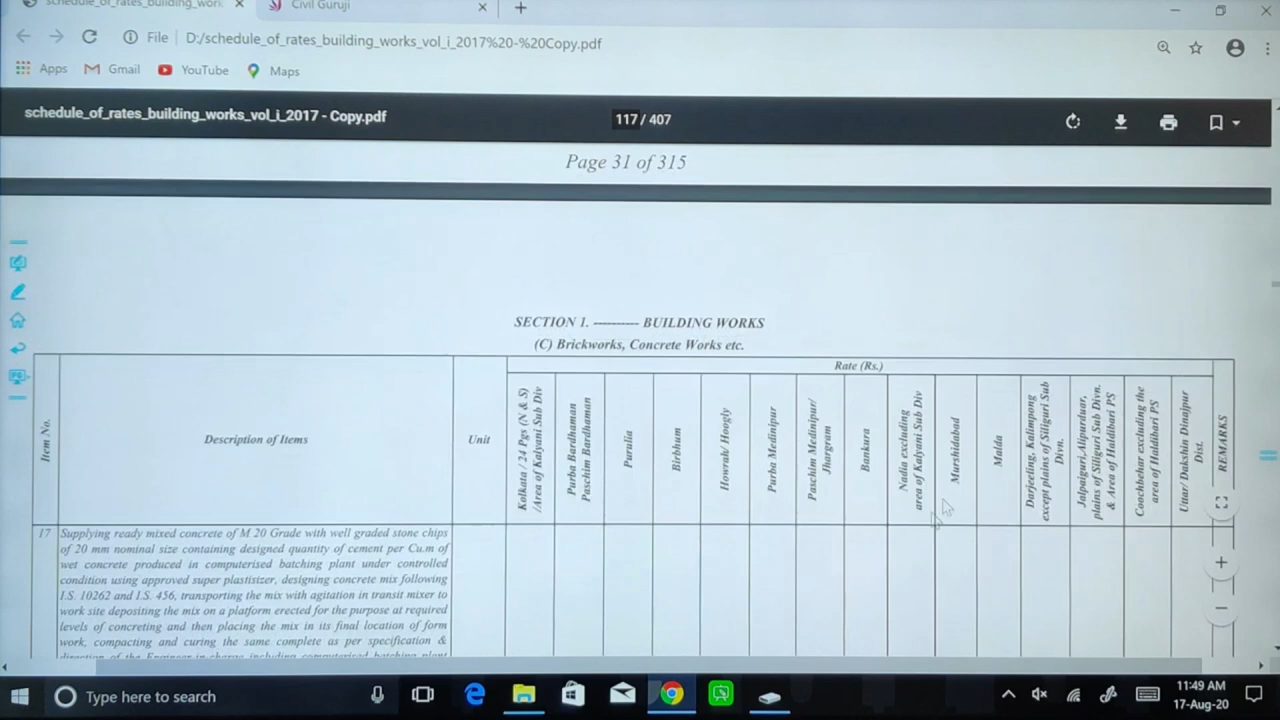 schedule_of_rates_building_work
Civil Guruji
File
D:/schedule_of_rates_building_works_vol_i_2017%20-%20Copy.pdf
Apps
Gmail
YouTube
Maps
schedule_of_rates_building_works_vol_i_2017 - Copy.pdf
117 / 407
Page 31 of 315
SECTION 1. ---------- BUILDING WORKS
(C) Brickworks, Concrete Works etc.
Item No.
Description of Items
Unit
Rate (Rs.)
Kolkata / 24 Pgs (N & S)
/Area of Kalyani Sub Div
Purba Bardhaman
Paschim Bardhaman
Purulia
Birbhum
Howrah/ Hoogly
Purba Medinipur
Paschim Medinipur/
Jhargram
Bankura
Nadia excluding
area of Kalyani Sub Div
Murshidabad
Malda
Darjeeling, Kalimpong
except plains of Siliguri Sub
Divn.
Jalpaiguri,Alipurduar,
plains of Siliguri Sub Divn.
& Area of Haldibari PS
Coochbehar excluding the
area of Haldibari PS
Uttar/ Dakshin Dinajpur
Dist.
REMARKS
17 Supplying ready mixed concrete of M 20 Grade with well graded stone chips
of 20 mm nominal size containing designed quantity of cement per Cu.m of
wet concrete produced in computerised batching plant under controlled
condition using approved super plastisizer, designing concrete mix following
I.S. 10262 and I.S. 456, transporting the mix with agitation in transit mixer to
work site depositing the mix on a platform erected for the purpose at required
levels of concreting and then placing the mix in its final location of form
work, compacting and curing the same complete as per specification &
direction of the Engineer-in-charge including computerised batching plant
Type here to search
11:49 AM
17-Aug-20